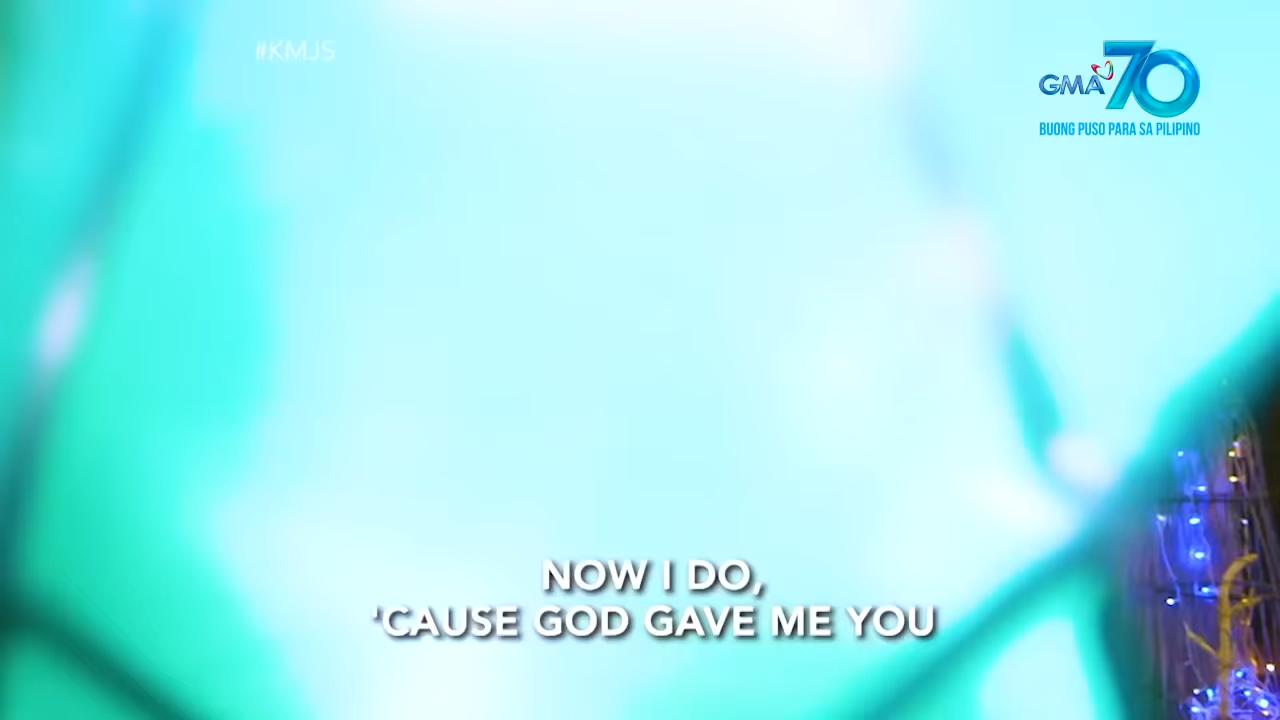 #KMJS
GMA 70
BUONG PUSO PARA SA PILIPINO
NOW I DO,
'CAUSE GOD GAVE ME YOU